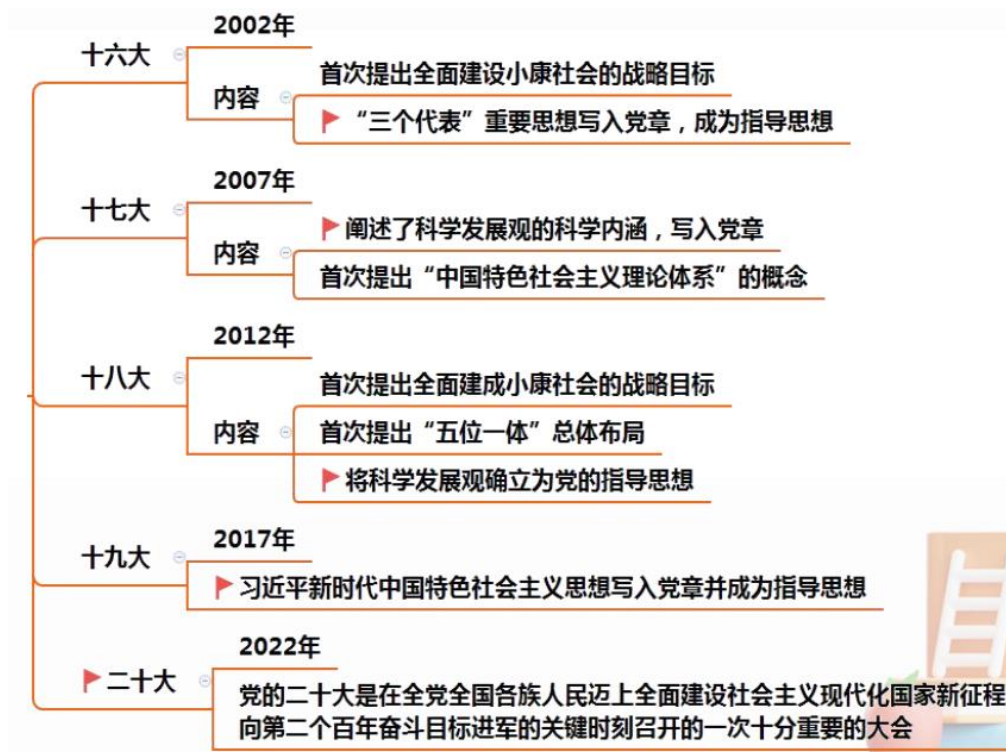 2002年
十六大
首次提出全面建设小康社会的战略目标
内容
“三个代表”重要思想写入党章，成为指导思想
2007年
十七大
阐述了科学发展观的科学内涵，写入党章
内容
首次提出“中国特色社会主义理论体系”的概念
2012年
十八大
首次提出全面建成小康社会的战略目标
内容
首次提出“五位一体”总体布局
将科学发展观确立为党的指导思想
2017年
十九大
习近平新时代中国特色社会主义思想写入党章并成为指导思想
2022年
二十大
党的二十大是在全党全国各族人民迈上全面建设社会主义现代化国家新征程
向第二个百年奋斗目标进军的关键时刻召开的一次十分重要的大会